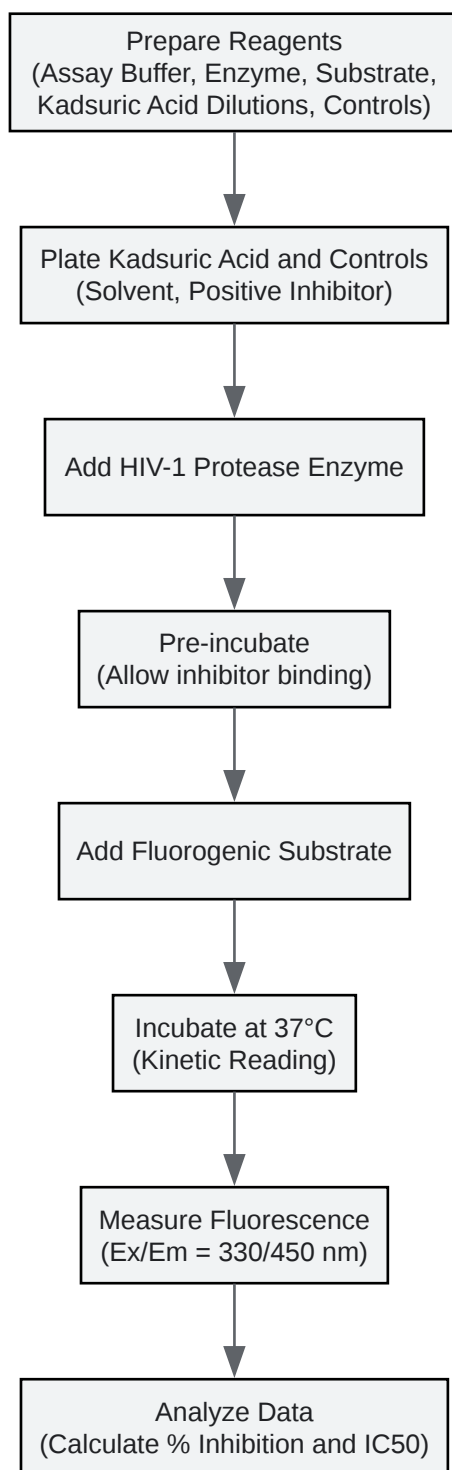 Prepare Reagents
(Assay Buffer, Enzyme, Substrate,
Kadsuric Acid Dilutions, Controls)
Plate Kadsuric Acid and Controls
(Solvent, Positive Inhibitor)
Add HIV-1 Protease Enzyme
Pre-incubate
(Allow inhibitor binding)
Add Fluorogenic Substrate
Incubate at 37°C
(Kinetic Reading)
Measure Fluorescence
(Ex/Em = 330/450 nm)
Analyze Data
(Calculate % Inhibition and IC50)